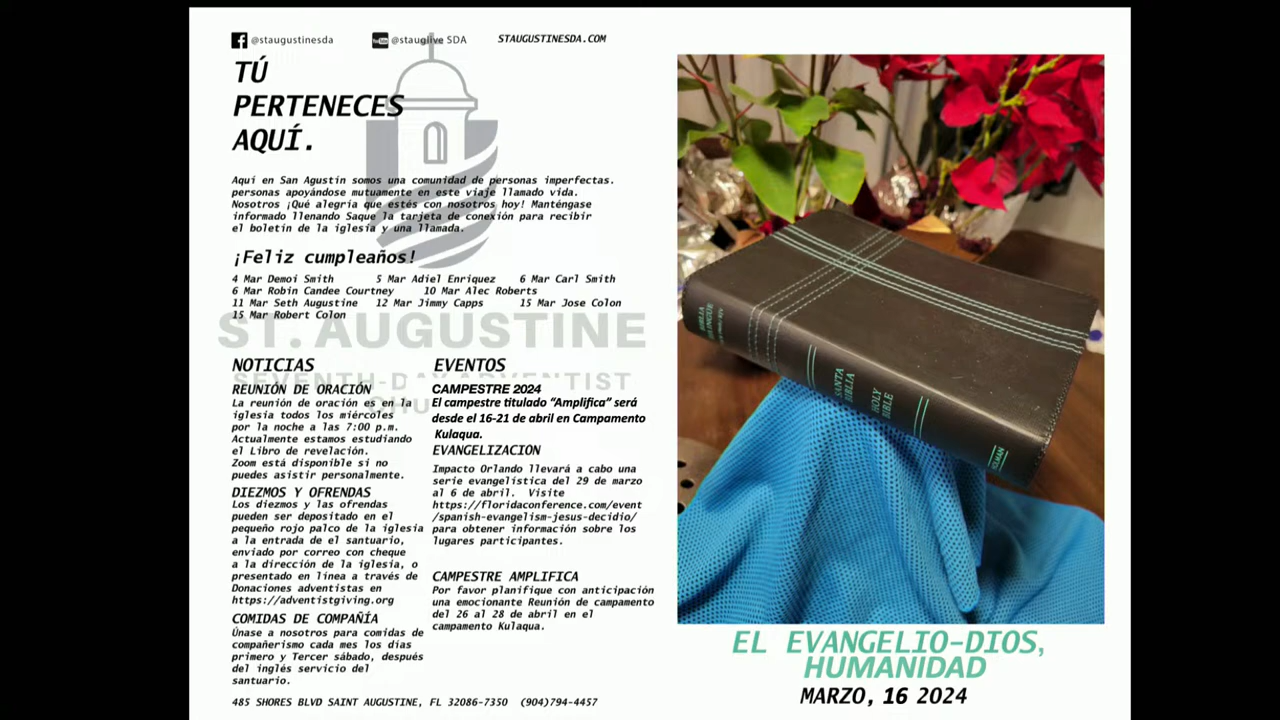 @staugustinesda
@stauglive SDA
STAUGUSTINESDA.COM
TÚ
PERTENECES
AQUÍ.
Aquí en San Agustín somos una comunidad de personas imperfectas.
personas apoyándose mutuamente en este viaje llamado vida.
Nosotros ¡Qué alegría que estés con nosotros hoy! Manténgase
informado llenando Saque la tarjeta de conexión para recibir
el boletín de la iglesia y una llamada.
¡Feliz cumpleaños!
4 Mar Demoi Smith 5 Mar Adiel Enriquez 6 Mar Carl Smith
6 Mar Robin Candee Courtney 10 Mar Alec Roberts
11 Mar Seth Augustine 12 Mar Jimmy Capps 15 Mar Jose Colon
15 Mar Robert Colon
ST. AUGUSTINE
SEVENTH-DAY ADVENTIST
NOTICIAS
REUNIÓN DE ORACIÓN
La reunión de oración es en la
iglesia todos los miércoles
por la noche a las 7:00 p.m.
Actualmente estamos estudiando
el Libro de revelación.
Zoom está disponible si no
puedes asistir personalmente.
DIEZMOS Y OFRENDAS
Los diezmos y las ofrendas
pueden ser depositado en el
pequeño rojo palco de la iglesia
a la entrada de el santuario,
enviado por correo con cheque
a la dirección de la iglesia, o
presentado en línea a través de
Donaciones adventistas en
https://adventistgiving.org
COMIDAS DE COMPAÑÍA
Únase a nosotros para comidas de
compañerismo cada mes los días
primero y Tercer sábado, después
del inglés servicio del
santuario.
EVENTOS
CAMPESTRE 2024
El campestre titulado “Amplifica” será
desde el 16-21 de abril en Campamento
Kulaqua.
EVANGELIZACION
Impacto Orlando llevará a cabo una
serie evangelística del 29 de marzo
al 6 de abril. Visite
https://floridaconference.com/event
/spanish-evangelism-jesus-decidio/
para obtener información sobre los
lugares participantes.
CAMPESTRE AMPLIFICA
Por favor planifique con anticipación
una emocionante Reunión de campamento
del 26 al 28 de abril en el
campamento Kulaqua.
485 SHORES BLVD SAINT AUGUSTINE, FL 32086-7350 (904)794-4457
BIBLIA
BILINGÜE
SANTA
BIBLIA
HOLY
BIBLE
HOLMAN
EL EVANGELIO-DIOS,
HUMANIDAD
MARZO, 16 2024